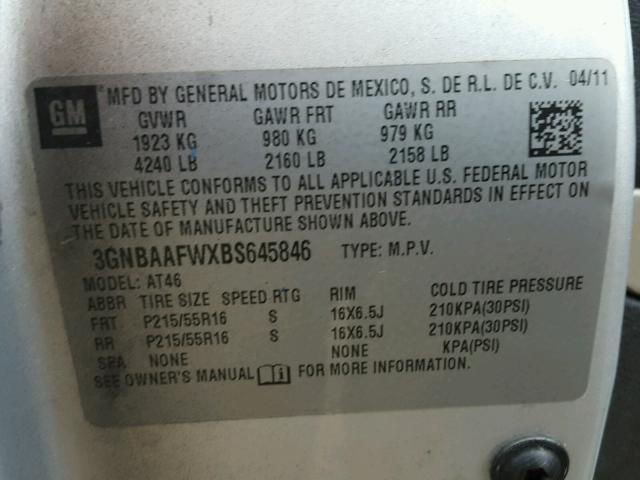 GM
® MFD BY GENERAL MOTORS DE MEXICO, S. DE R.L. DE C.V. 04/11
GVWR GAWR FRT GAWR RR
1923 KG 980 KG 979 KG
4240 LB 2160 LB 2158 LB
THIS VEHICLE CONFORMS TO ALL APPLICABLE U.S. FEDERAL MOTOR
VEHICLE SAFETY AND THEFT PREVENTION STANDARDS IN EFFECT ON
THE DATE OF MANUFACTURE SHOWN ABOVE.
3GNBAAFWXBS645846 TYPE: M.P.V.
MODEL: AT46
ABBR TIRE SIZE SPEED RTG RIM COLD TIRE PRESSURE
FRT P215/55R16 S 16X6.5J 210KPA(30PSI)
RR P215/55R16 S 16X6.5J 210KPA(30PSI)
SPA NONE NONE KPA(PSI)
SEE OWNER'S MANUAL FOR MORE INFORMATION.